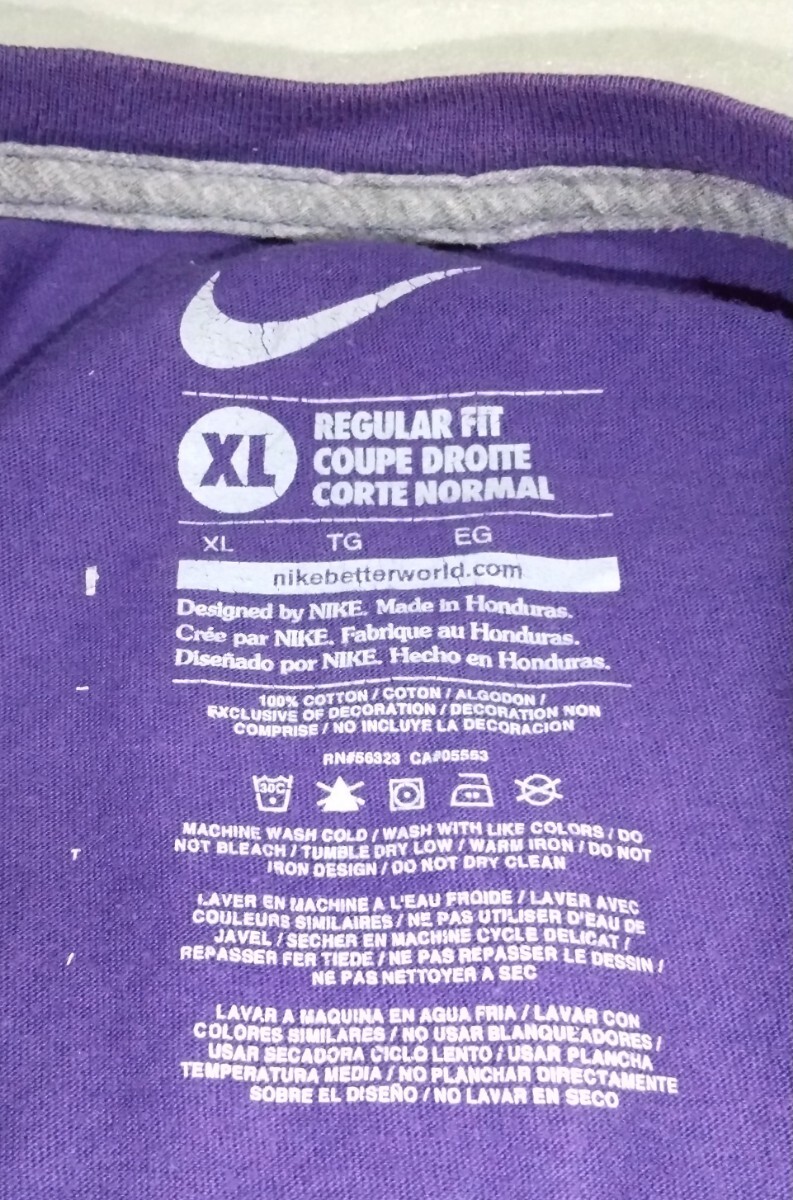 XL
REGULAR FIT
COUPE DROITE
CORTE NORMAL
XL TG EG
nikebetterworld.com
Designed by NIKE. Made in Honduras.
Crée par NIKE. Fabrique au Honduras.
Diseñado por NIKE. Hecho en Honduras.
100% COTTON / COTON / ALGODON /
EXCLUSIVE OF DECORATION / DECORATION NON
COMPRISE / NO INCLUYE LA DECORACION
RN#56323 CA#05553
30C
MACHINE WASH COLD / WASH WITH LIKE COLORS / DO
NOT BLEACH / TUMBLE DRY LOW / WARM IRON / DO NOT
IRON DESIGN / DO NOT DRY CLEAN
LAVER EN MACHINE A L'EAU FROIDE / LAVER AVEC
COULEURS SIMILAIRES / NE PAS UTILISER D'EAU DE
JAVEL / SECHER EN MACHINE CYCLE DELICAT /
REPASSER FER TIEDE / NE PAS REPASSER LE DESSIN /
NE PAS NETTOYER A SEC
LAVAR A MAQUINA EN AGUA FRIA / LAVAR CON
COLORES SIMILARES / NO USAR BLANQUEADORES /
USAR SECADORA CICLO LENTO / USAR PLANCHA
TEMPERATURA MEDIA / NO PLANCHAR DIRECTAMENTE
SOBRE EL DISEÑO / NO LAVAR EN SECO